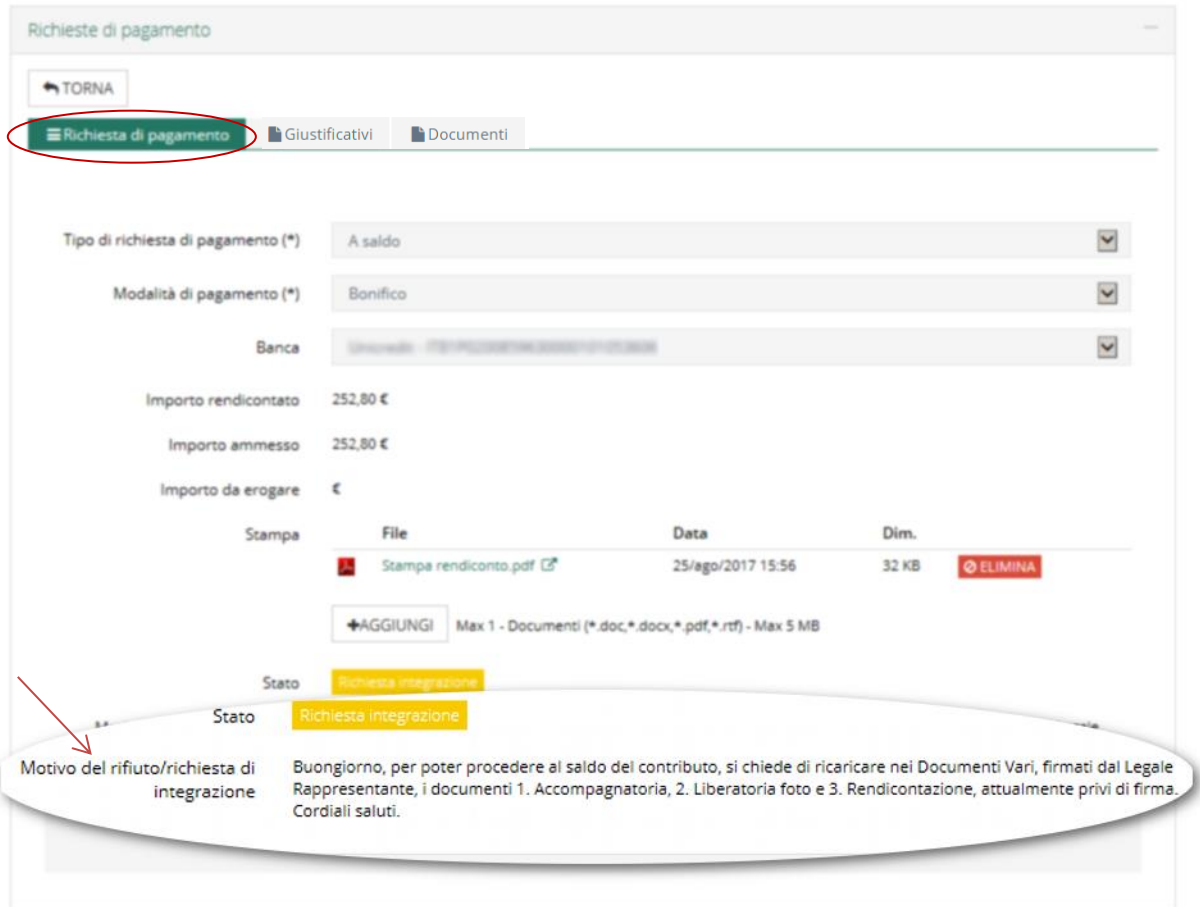 Richieste di pagamento
TORNA
Richiesta di pagamento Giustificativi Documenti
Tipo di richiesta di pagamento (*) A saldo
Modalità di pagamento (*) Bonifico
Banca
Importo rendicontato 252,80 €
Importo ammesso 252,80 €
Importo da erogare €
Stampa File Data Dim.
Stampa rendiconto.pdf 25/ago/2017 15:56 32 KB ELIMINA
+AGGIUNGI Max 1 - Documenti (*.doc,*.docx,*.pdf,*.rtf) - Max 5 MB
Stato Richiesta integrazione
Stato Richiesta integrazione
Motivo del rifiuto/richiesta di integrazione
Buongiorno, per poter procedere al saldo del contributo, si chiede di ricaricare nei Documenti Vari, firmati dal Legale
Rappresentante, i documenti 1. Accompagnatoria, 2. Liberatoria foto e 3. Rendicontazione, attualmente privi di firma.
Cordiali saluti.